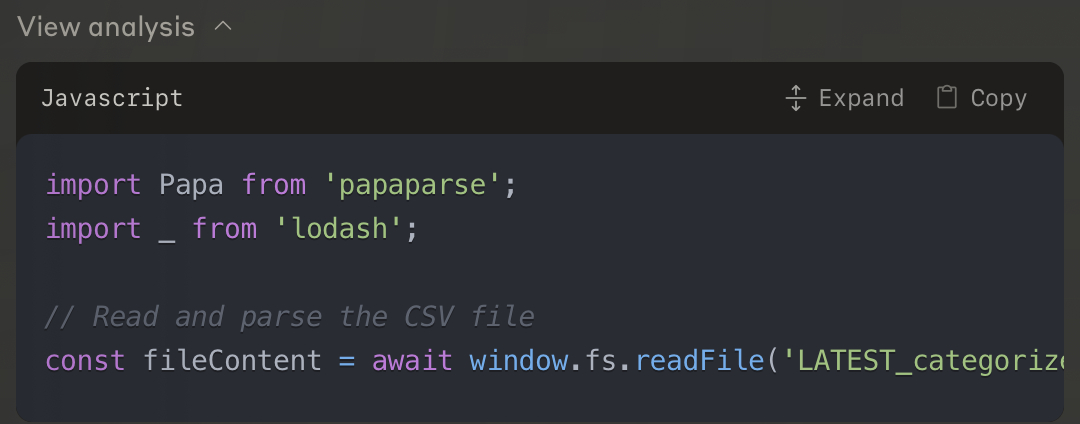 View analysis
Javascript Expand Copy
import Papa from 'papaparse';
import _ from 'lodash';
// Read and parse the CSV file
const fileContent = await window.fs.readFile('LATEST_categorize